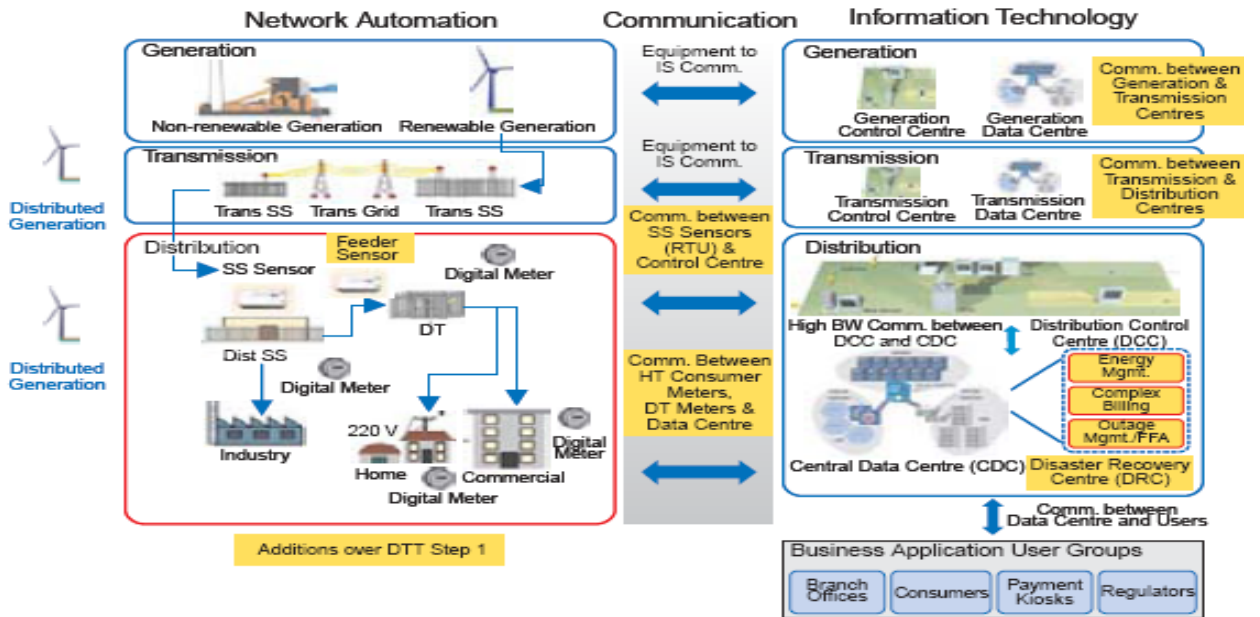 Network Automation
Communication
Information Technology
Generation
Non-renewable Generation
Renewable Generation
Equipment to
IS Comm.
Generation
Generation
Control Centre
Generation
Data Centre
Comm. between
Generation &
Transmission
Centres
Distributed
Generation
Transmission
Trans SS
Trans Grid
Trans SS
Equipment to
IS Comm.
Transmission
Transmission
Control Centre
Transmission
Data Centre
Comm. between
Transmission &
Distribution
Centres
Distributed
Generation
Distribution
SS Sensor
Feeder
Sensor
Digital Meter
DT
Dist SS
Digital Meter
Industry
220 V
Home
Digital Meter
Commercial
Digital
Meter
Comm. between
SS Sensors
(RTU) &
Control Centre
Comm. Between
HT Consumer
Meters,
DT Meters &
Data Centre
Distribution
High BW Comm. between
DCC and CDC
Distribution Control
Centre (DCC)
Energy
Mgmt.
Complex
Billing
Outage
Mgmt./FFA
Central Data Centre (CDC)
Disaster Recovery
Centre (DRC)
Comm. between
Data Centre and Users
Additions over DTT Step 1
Business Application User Groups
Branch
Offices
Consumers
Payment
Kiosks
Regulators